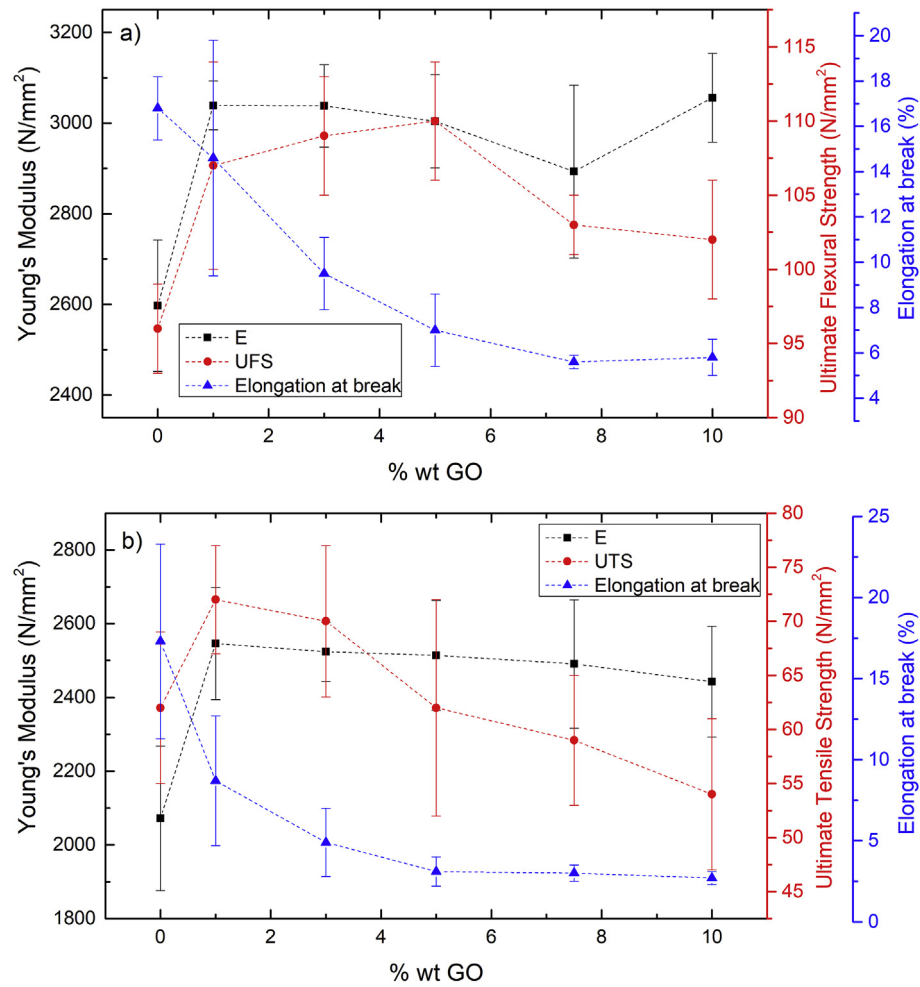 a)
Young's Modulus (N/mm²)
3200
3000
2800
2600
2400
E
UFS
Elongation at break
0 2 4 6 8 10
% wt GO
115
110
105
100
95
90
Ultimate Flexural Strength (N/mm²)
20
18
16
14
12
10
8
6
4
Elongation at break (%)
b)
Young's Modulus (N/mm²)
2800
2600
2400
2200
2000
1800
E
UTS
Elongation at break
0 2 4 6 8 10
% wt GO
80
75
70
65
60
55
50
45
Ultimate Tensile Strength (N/mm²)
25
20
15
10
5
0
Elongation at break (%)